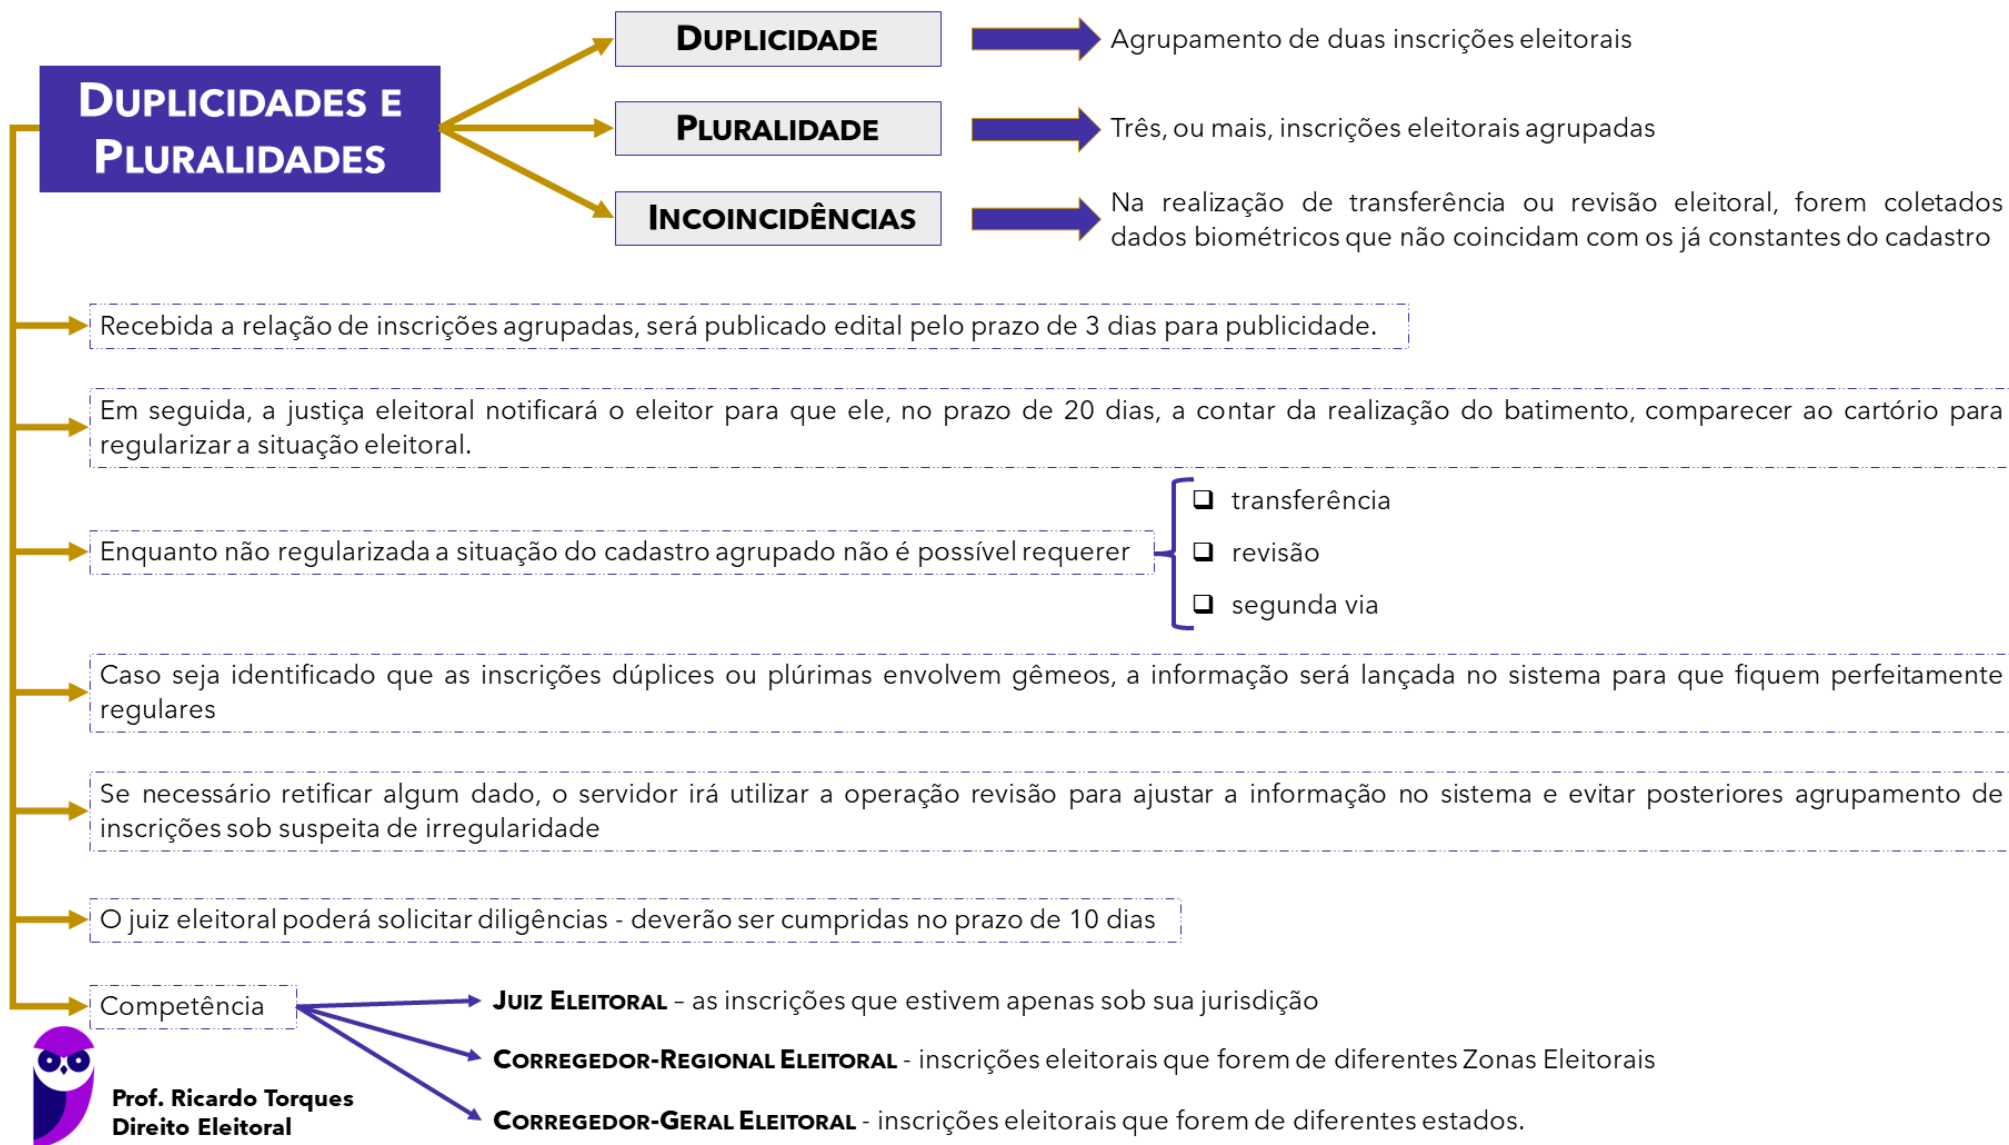 DUPLICIDADES E
PLURALIDADES
DUPLICIDADE
Agrupamento de duas inscrições eleitorais
PLURALIDADE
Três, ou mais, inscrições eleitorais agrupadas
INCOINCIDÊNCIAS
Na realização de transferência ou revisão eleitoral, forem coletados
dados biométricos que não coincidam com os já constantes do cadastro
Recebida a relação de inscrições agrupadas, será publicado edital pelo prazo de 3 dias para publicidade.
Em seguida, a justiça eleitoral notificará o eleitor para que ele, no prazo de 20 dias, a contar da realização do batimento, comparecer ao cartório para
regularizar a situação eleitoral.
Enquanto não regularizada a situação do cadastro agrupado não é possível requerer
transferência
revisão
segunda via
Caso seja identificado que as inscrições dúplices ou plúrimas envolvem gêmeos, a informação será lançada no sistema para que fiquem perfeitamente
regulares
Se necessário retificar algum dado, o servidor irá utilizar a operação revisão para ajustar a informação no sistema e evitar posteriores agrupamento de
inscrições sob suspeita de irregularidade
O juiz eleitoral poderá solicitar diligências - deverão ser cumpridas no prazo de 10 dias
Competência
JUIZ ELEITORAL – as inscrições que estivem apenas sob sua jurisdição
CORREGEDOR-REGIONAL ELEITORAL - inscrições eleitorais que forem de diferentes Zonas Eleitorais
CORREGEDOR-GERAL ELEITORAL - inscrições eleitorais que forem de diferentes estados.
Prof. Ricardo Torques
Direito Eleitoral